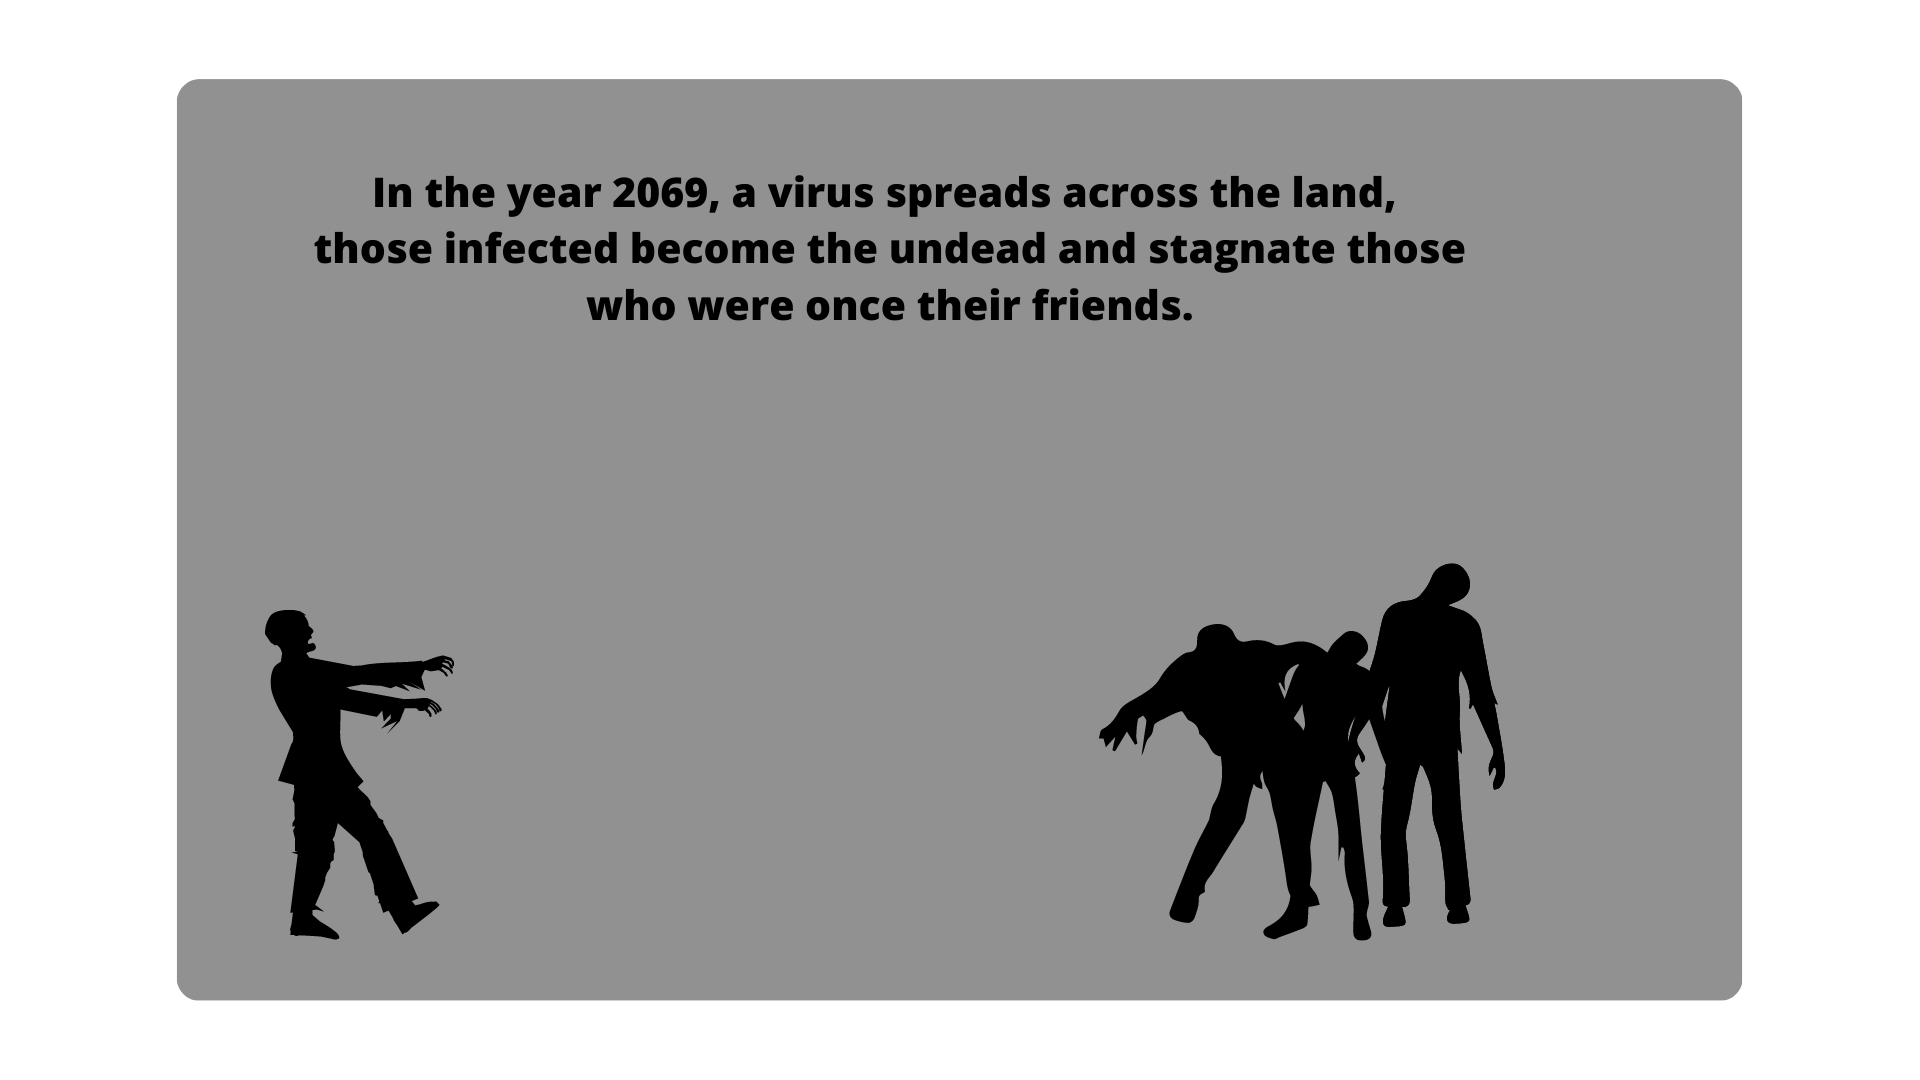 In the year 2069, a virus spreads across the land,
those infected become the undead and stagnate those
who were once their friends.